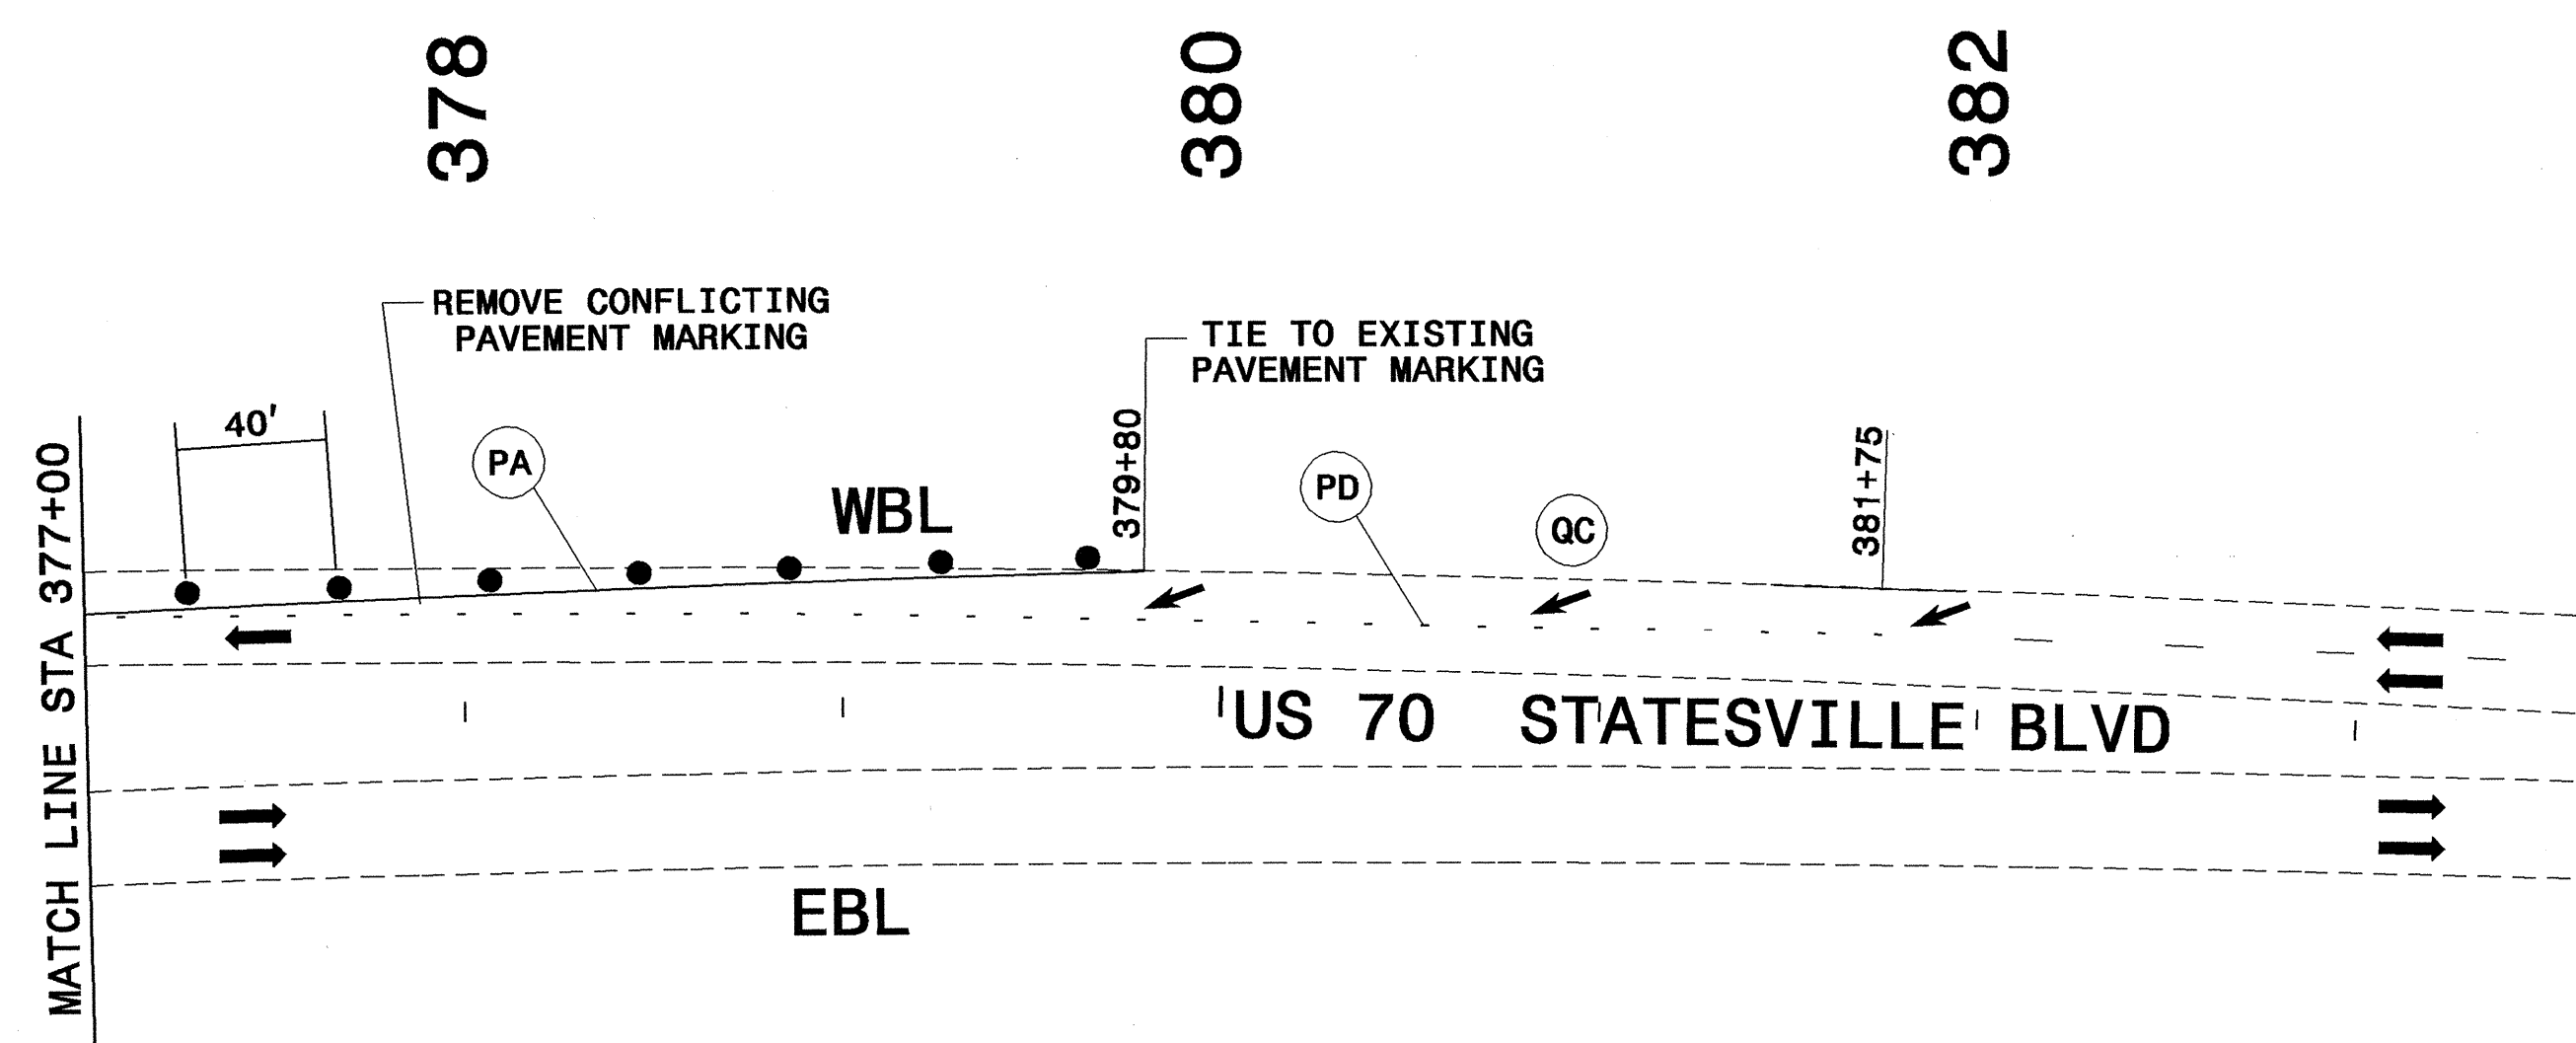 378
380
382
REMOVE CONFLICTING
PAVEMENT MARKING
TIE TO EXISTING
PAVEMENT MARKING
40'
PA
WBL
379+80
PD
QC
381+75
MATCH LINE STA 377+00
US 70 STATESVILLE BLVD
EBL